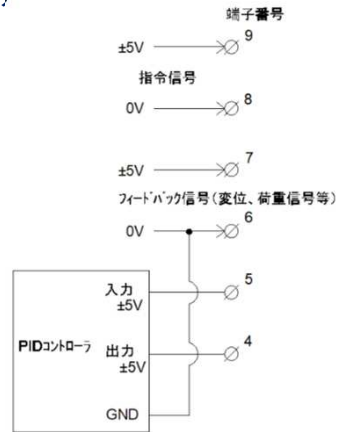 端子番号
±5V 9
指令信号
0V 8
±5V 7
フィードバック信号(変位、荷重信号等)
0V 6
入力 5
±5V
PIDコントローラ 出力 4
±5V
GND